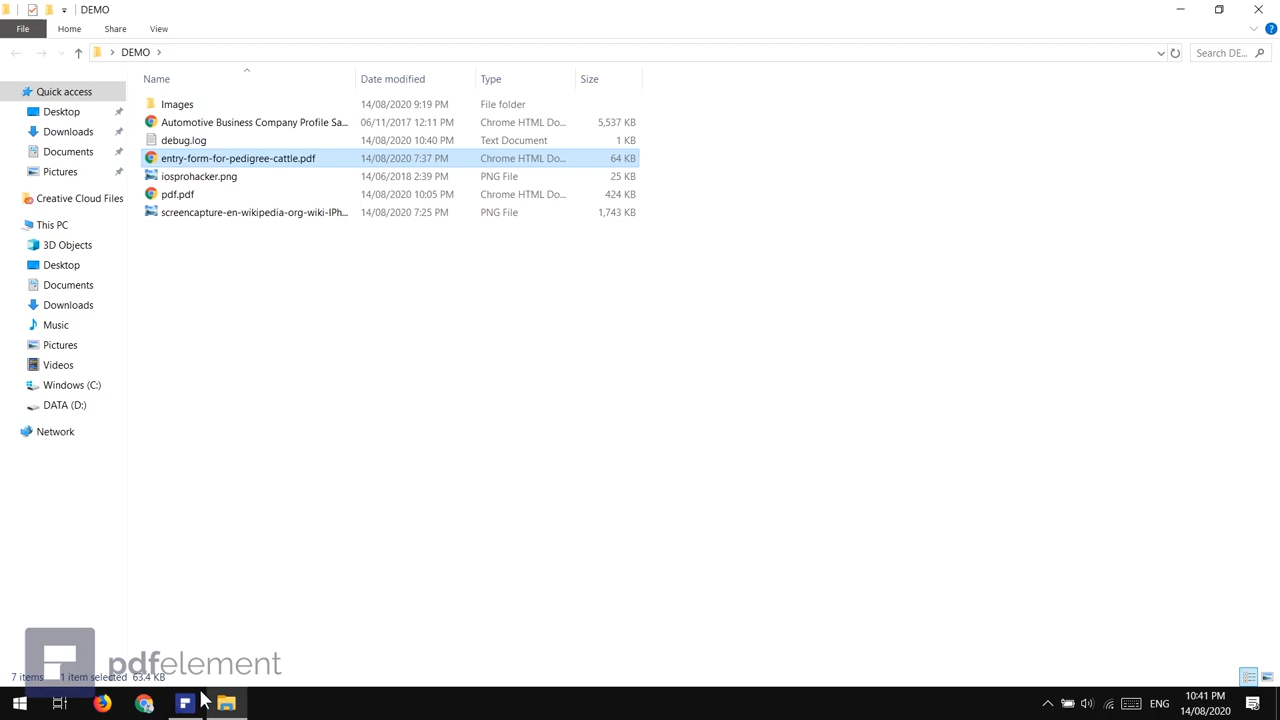 DEMO
File Home Share View
DEMO Search DE...
Name Date modified Type Size
Quick access
Desktop
Downloads
Documents
Pictures
Creative Cloud Files
This PC
3D Objects
Desktop
Documents
Downloads
Music
Pictures
Videos
Windows (C:)
DATA (D:)
Network
Images 14/08/2020 9:19 PM File folder
Automotive Business Company Profile Sa... 06/11/2017 12:11 PM Chrome HTML Do... 5,537 KB
debug.log 14/08/2020 10:40 PM Text Document 1 KB
entry-form-for-pedigree-cattle.pdf 14/08/2020 7:37 PM Chrome HTML Do... 64 KB
iosprohacker.png 14/06/2018 2:39 PM PNG File 25 KB
pdf.pdf 14/08/2020 10:05 PM Chrome HTML Do... 424 KB
screencapture-en-wikipedia-org-wiki-IPh... 14/08/2020 7:25 PM PNG File 1,743 KB
pdfelement
7 items 1 item selected 63.4 KB
ENG 10:41 PM
14/08/2020